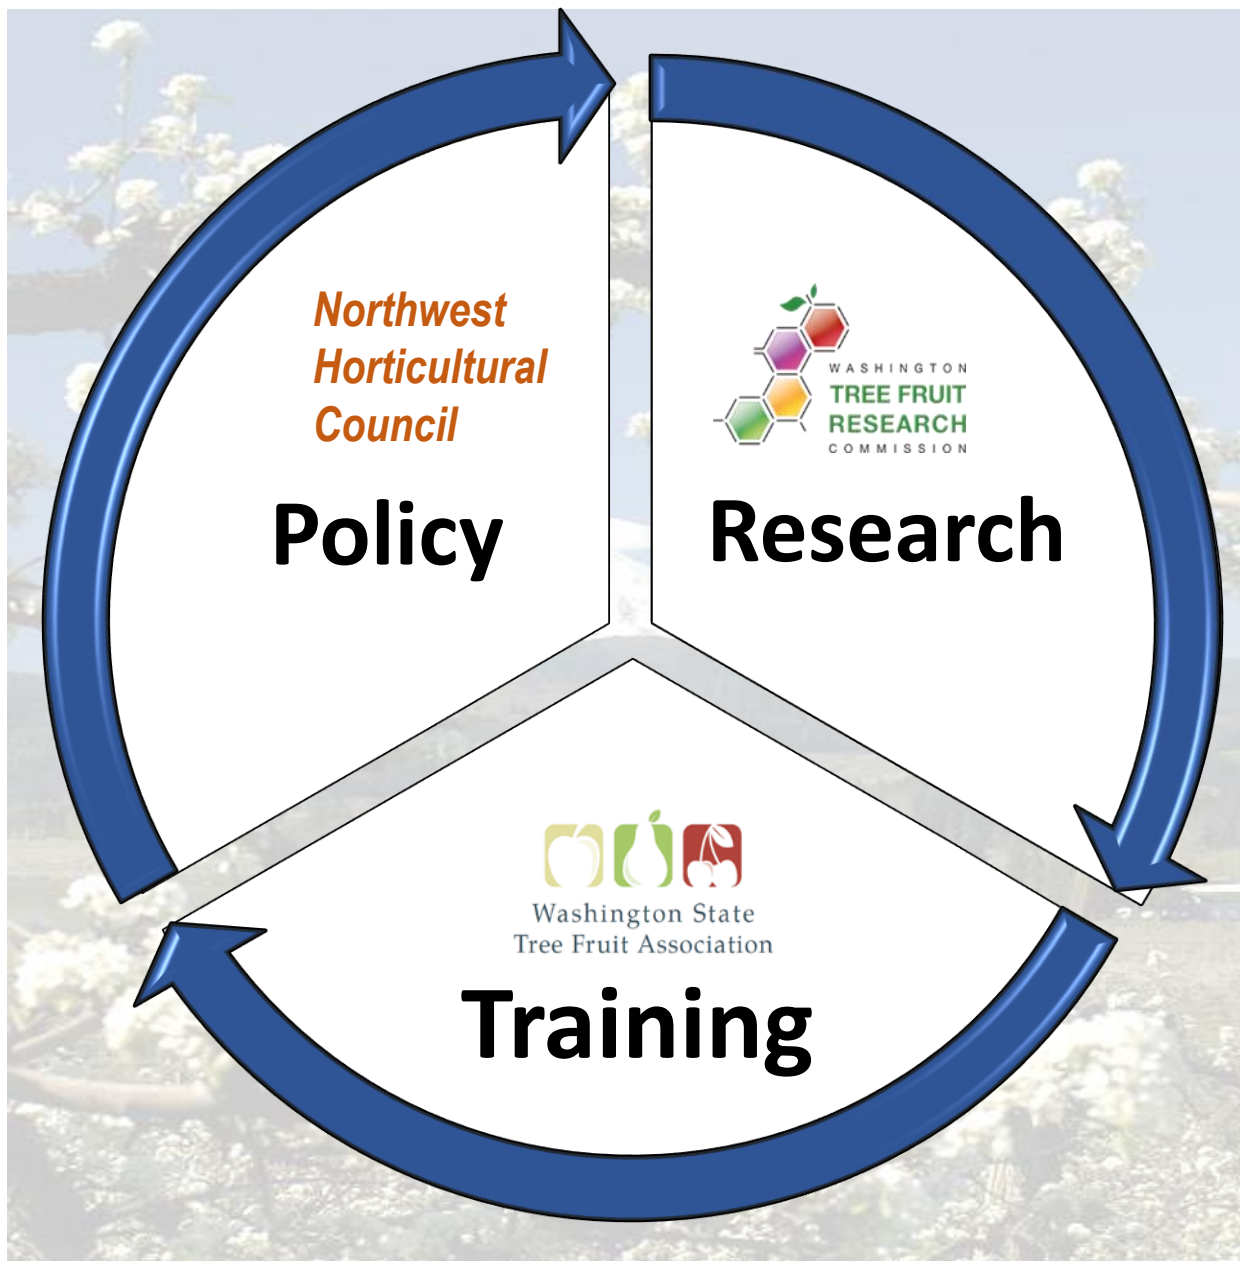 Northwest
Horticultural
Council
Policy
WASHINGTON
TREE FRUIT
RESEARCH
COMMISSION
Research
Washington State
Tree Fruit Association
Training